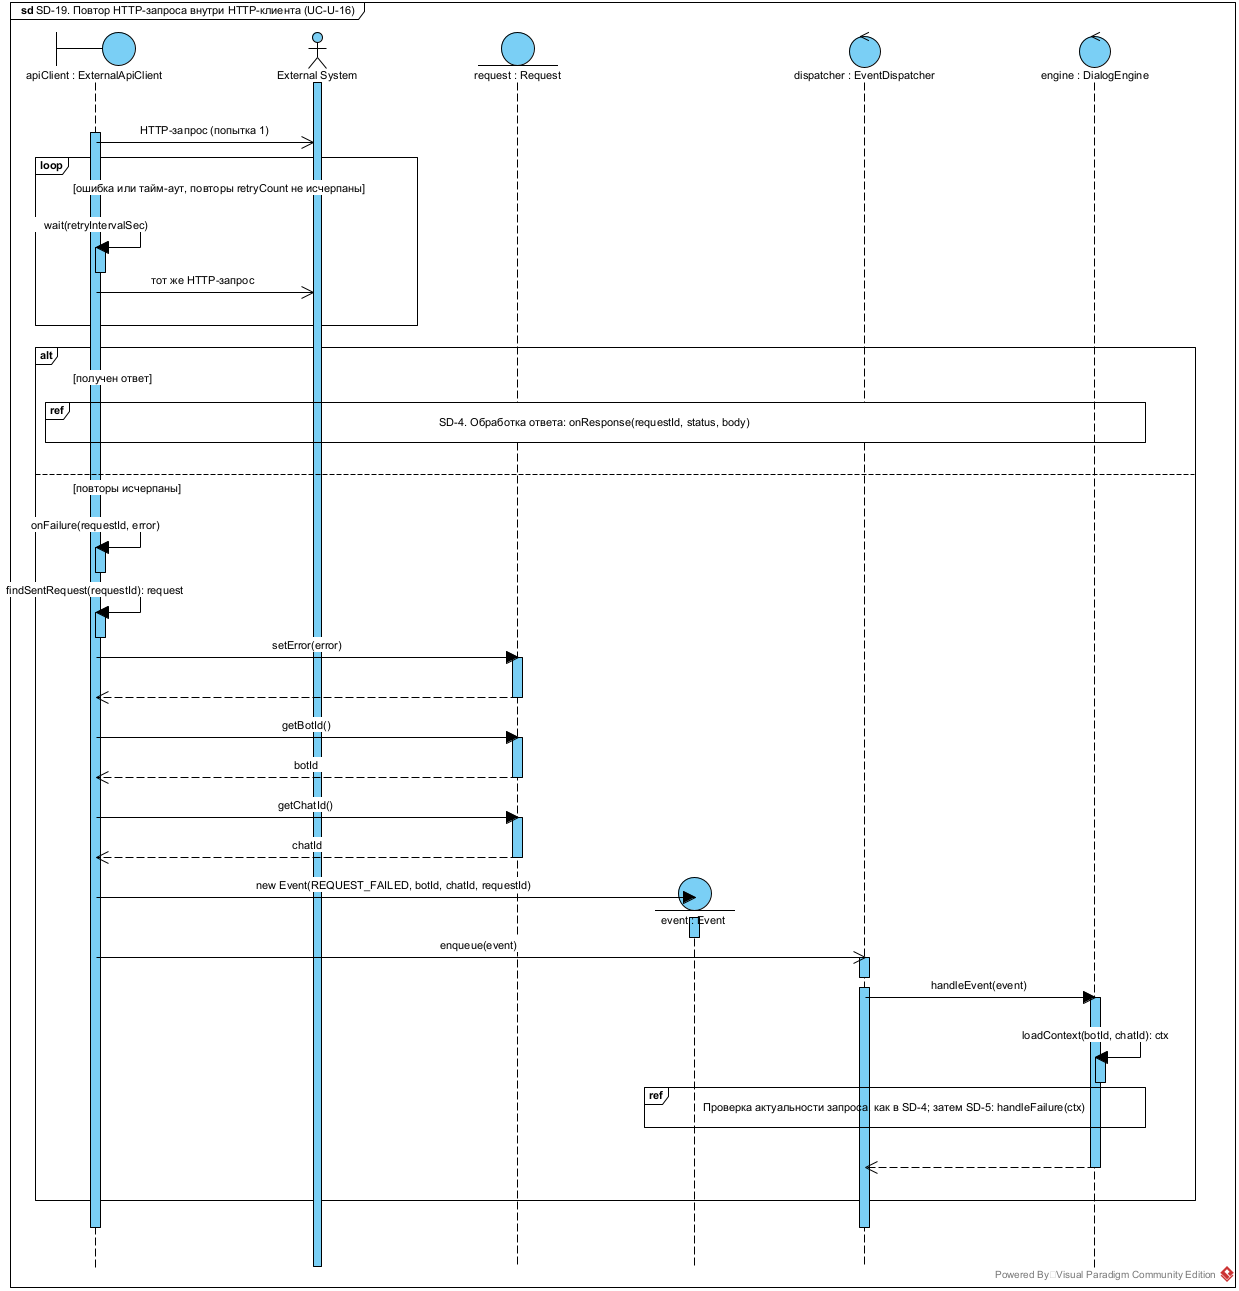 sd SD-19. Повтор HTTP-запроса внутри HTTP-клиента (UC-U-16)
apiClient : ExternalApiClient
External System
request : Request
dispatcher : EventDispatcher
engine : DialogEngine
HTTP-запрос (попытка 1)
loop
[ошибка или тайм-аут, повторы retryCount не исчерпаны]
wait(retryIntervalSec)
тот же HTTP-запрос
alt
[получен ответ]
ref
SD-4. Обработка ответа: onResponse(requestId, status, body)
[повторы исчерпаны]
onFailure(requestId, error)
findSentRequest(requestId): request
setError(error)
getBotId()
botId
getChatId()
chatId
new Event(REQUEST_FAILED, botId, chatId, requestId)
event : Event
enqueue(event)
handleEvent(event)
loadContext(botId, chatId): ctx
ref
Проверка актуальности запроса, как в SD-4; затем SD-5: handleFailure(ctx)
Powered By Visual Paradigm Community Edition